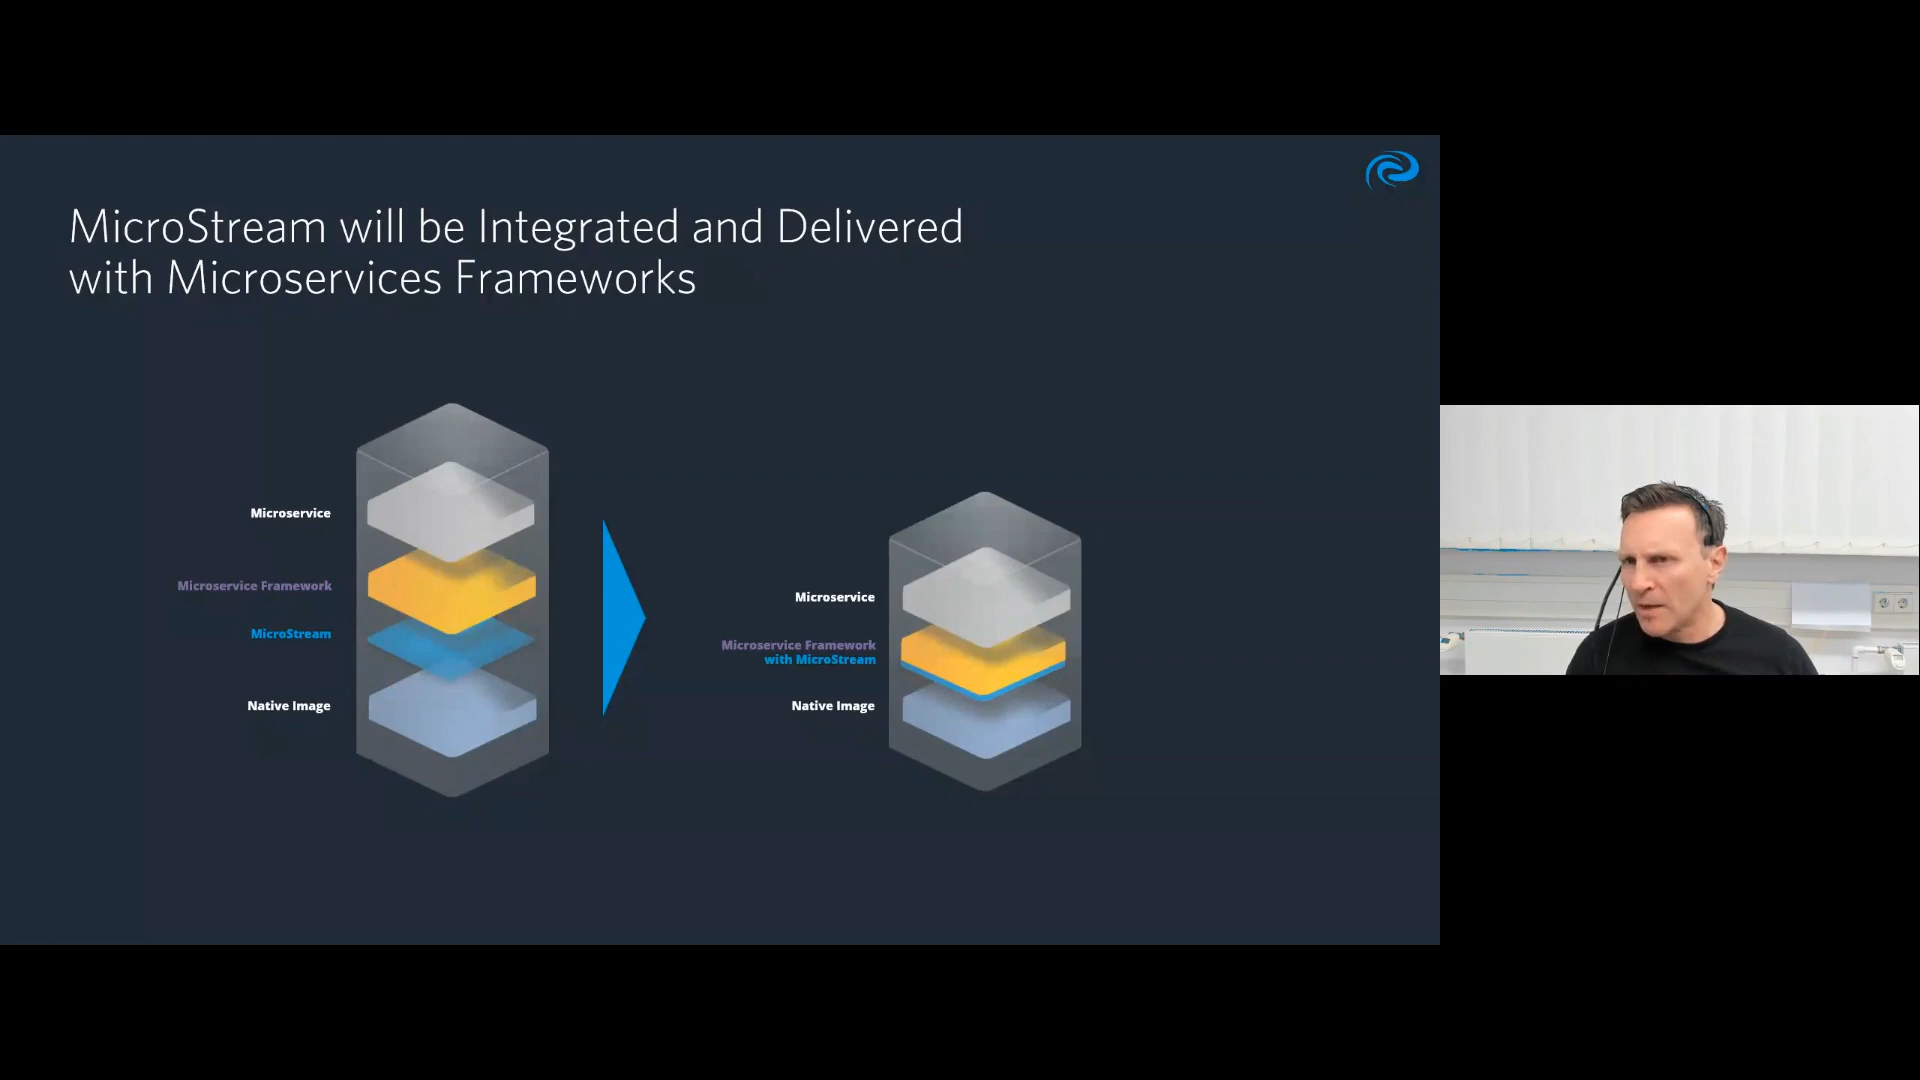 MicroStream will be Integrated and Delivered
with Microservices Frameworks
Microservice
Microservice Framework
MicroStream
Native Image
Microservice
Microservice Framework
with MicroStream
Native Image